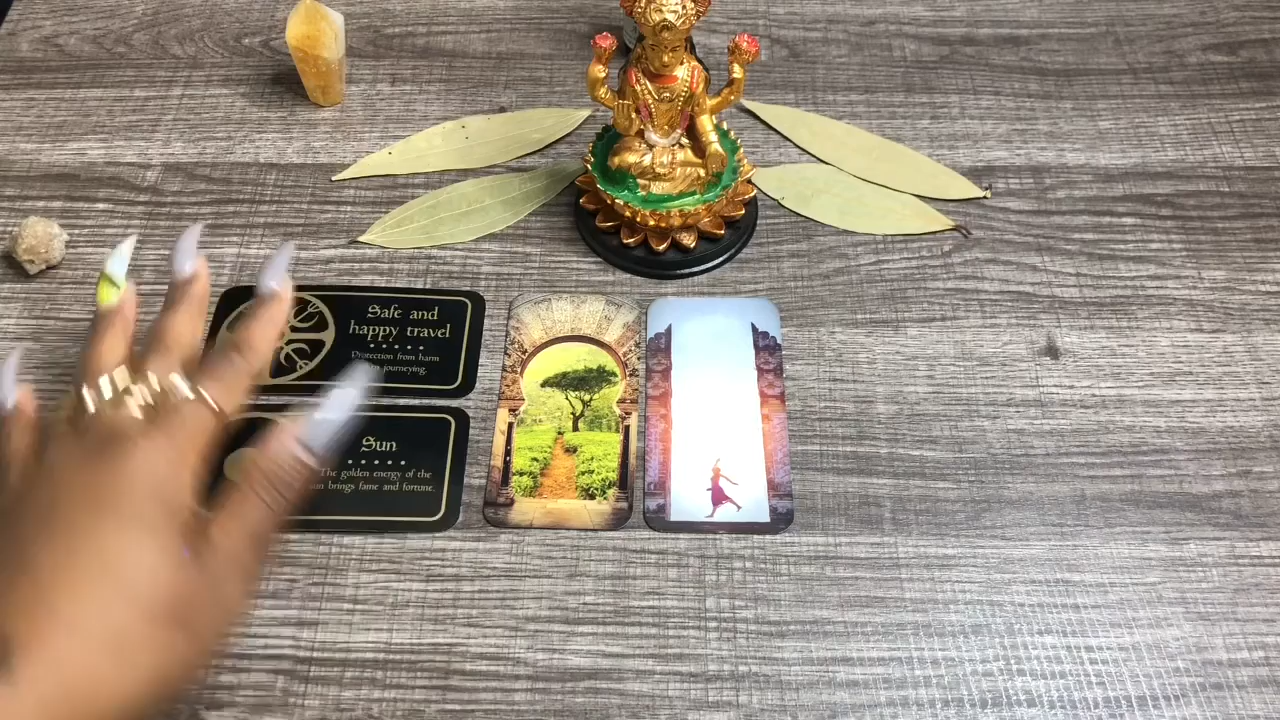 Safe and
happy travel
Protection from harm
journeying.
Sun
The golden energy of the
sun brings fame and fortune.